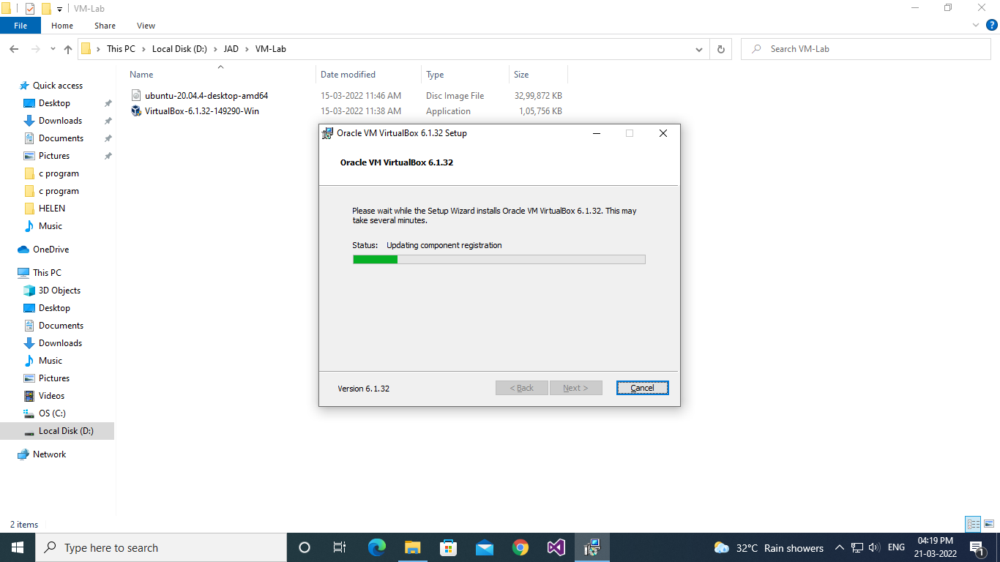 VM-Lab
File Home Share View
This PC Local Disk (D:) JAD VM-Lab Search VM-Lab
Name Date modified Type Size
ubuntu-20.04.4-desktop-amd64 15-03-2022 11:46 AM Disc Image File 32,99,872 KB
VirtualBox-6.1.32-149290-Win 15-03-2022 11:38 AM Application 1,05,756 KB
Quick access
Desktop
Downloads
Documents
Pictures
c program
c program
HELEN
Music
OneDrive
This PC
3D Objects
Desktop
Documents
Downloads
Music
Pictures
Videos
OS (C:)
Local Disk (D:)
Network
Oracle VM VirtualBox 6.1.32 Setup
Oracle VM VirtualBox 6.1.32
Please wait while the Setup Wizard installs Oracle VM VirtualBox 6.1.32. This may
take several minutes.
Status: Updating component registration
Version 6.1.32 < Back Next > Cancel
2 items
Type here to search
32°C Rain showers
ENG
04:19 PM
21-03-2022
1